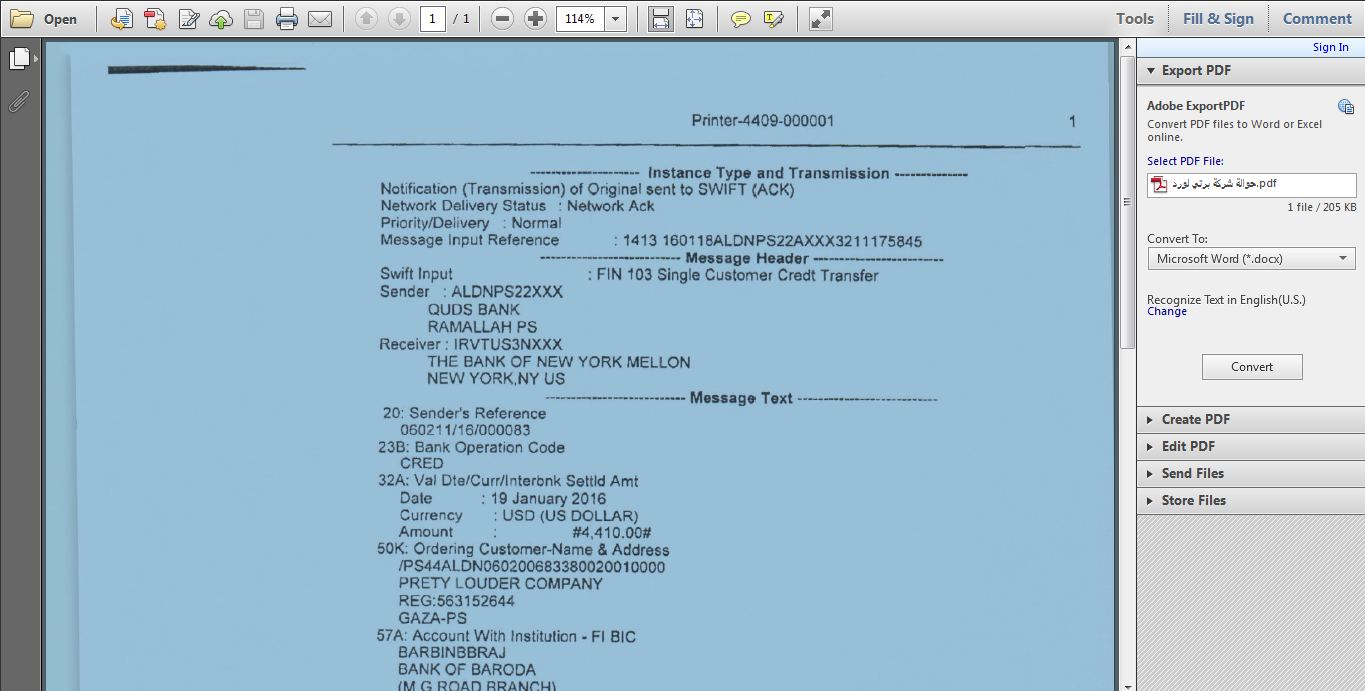 Open
1 / 1
114%
Tools
Fill & Sign
Comment
Sign In
Export PDF
Adobe ExportPDF
Convert PDF files to Word or Excel
online.
Select PDF File:
حوالة شركة برتي لورد.pdf
1 file / 205 KB
Convert To:
Microsoft Word (*.docx)
Recognize Text in English(U.S.)
Change
Convert
Create PDF
Edit PDF
Send Files
Store Files
Printer-4409-000001 1
-------------------- Instance Type and Transmission --------------
Notification (Transmission) of Original sent to SWIFT (ACK)
Network Delivery Status : Network Ack
Priority/Delivery : Normal
Message Input Reference : 1413 160118ALDNPS22AXXX3211175845
-------------------------- Message Header ------------------------
Swift Input : FIN 103 Single Customer Credt Transfer
Sender : ALDNPS22XXX
QUDS BANK
RAMALLAH PS
Receiver : IRVTUS3NXXX
THE BANK OF NEW YORK MELLON
NEW YORK,NY US
-------------------------- Message Text --------------------------
20: Sender's Reference
060211/16/000083
23B: Bank Operation Code
CRED
32A: Val Dte/Curr/Interbnk Settld Amt
Date : 19 January 2016
Currency : USD (US DOLLAR)
Amount : #4,410.00#
50K: Ordering Customer-Name & Address
/PS44ALDN060200683380020010000
PRETY LOUDER COMPANY
REG:563152644
GAZA-PS
57A: Account With Institution - FI BIC
BARBINBBRAJ
BANK OF BARODA
(M.G ROAD BRANCH)